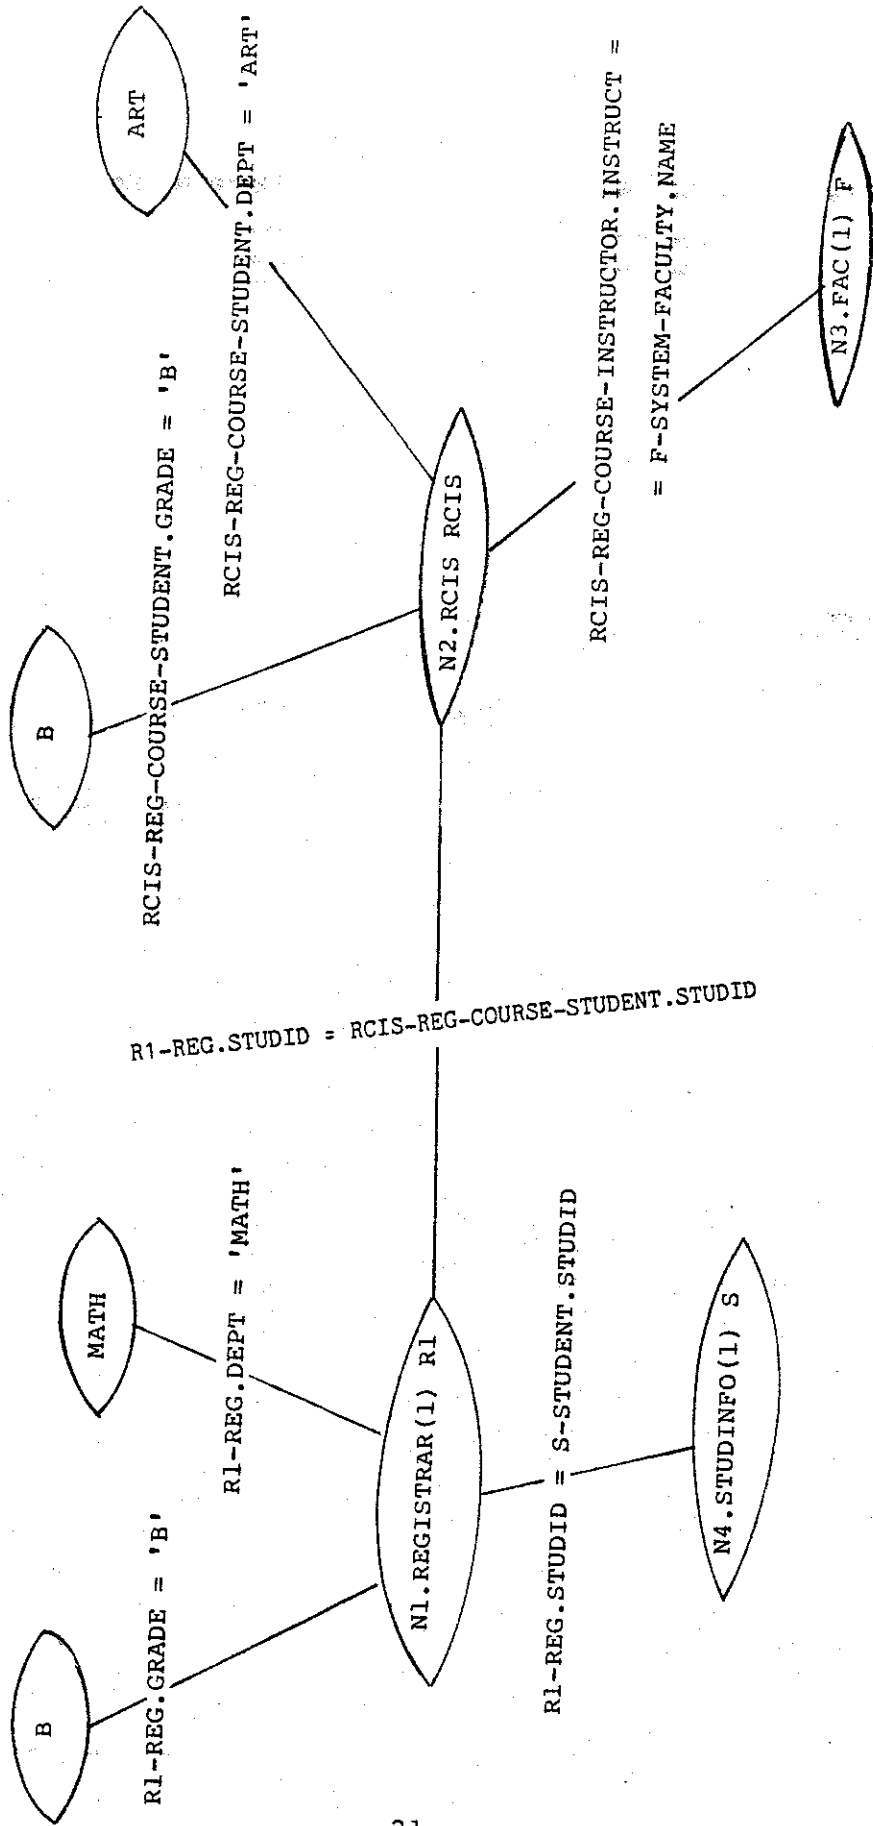 B
R1-REG.GRADE = 'B'
MATH
R1-REG.DEPT = 'MATH'
N1.REGISTRAR(1) R1
R1-REG.STUDID = S-STUDENT.STUDID
N4.STUDINFO(1) S
R1-REG.STUDID = RCIS-REG-COURSE-STUDENT.STUDID
B
RCIS-REG-COURSE-STUDENT.GRADE = 'B'
ART
RCIS-REG-COURSE-STUDENT.DEPT = 'ART'
N2.RCIS RCIS
RCIS-REG-COURSE-INSTRUCTOR.INSTRUCT =
= F-SYSTEM-FACULTY.NAME
N3.FAC(1) F